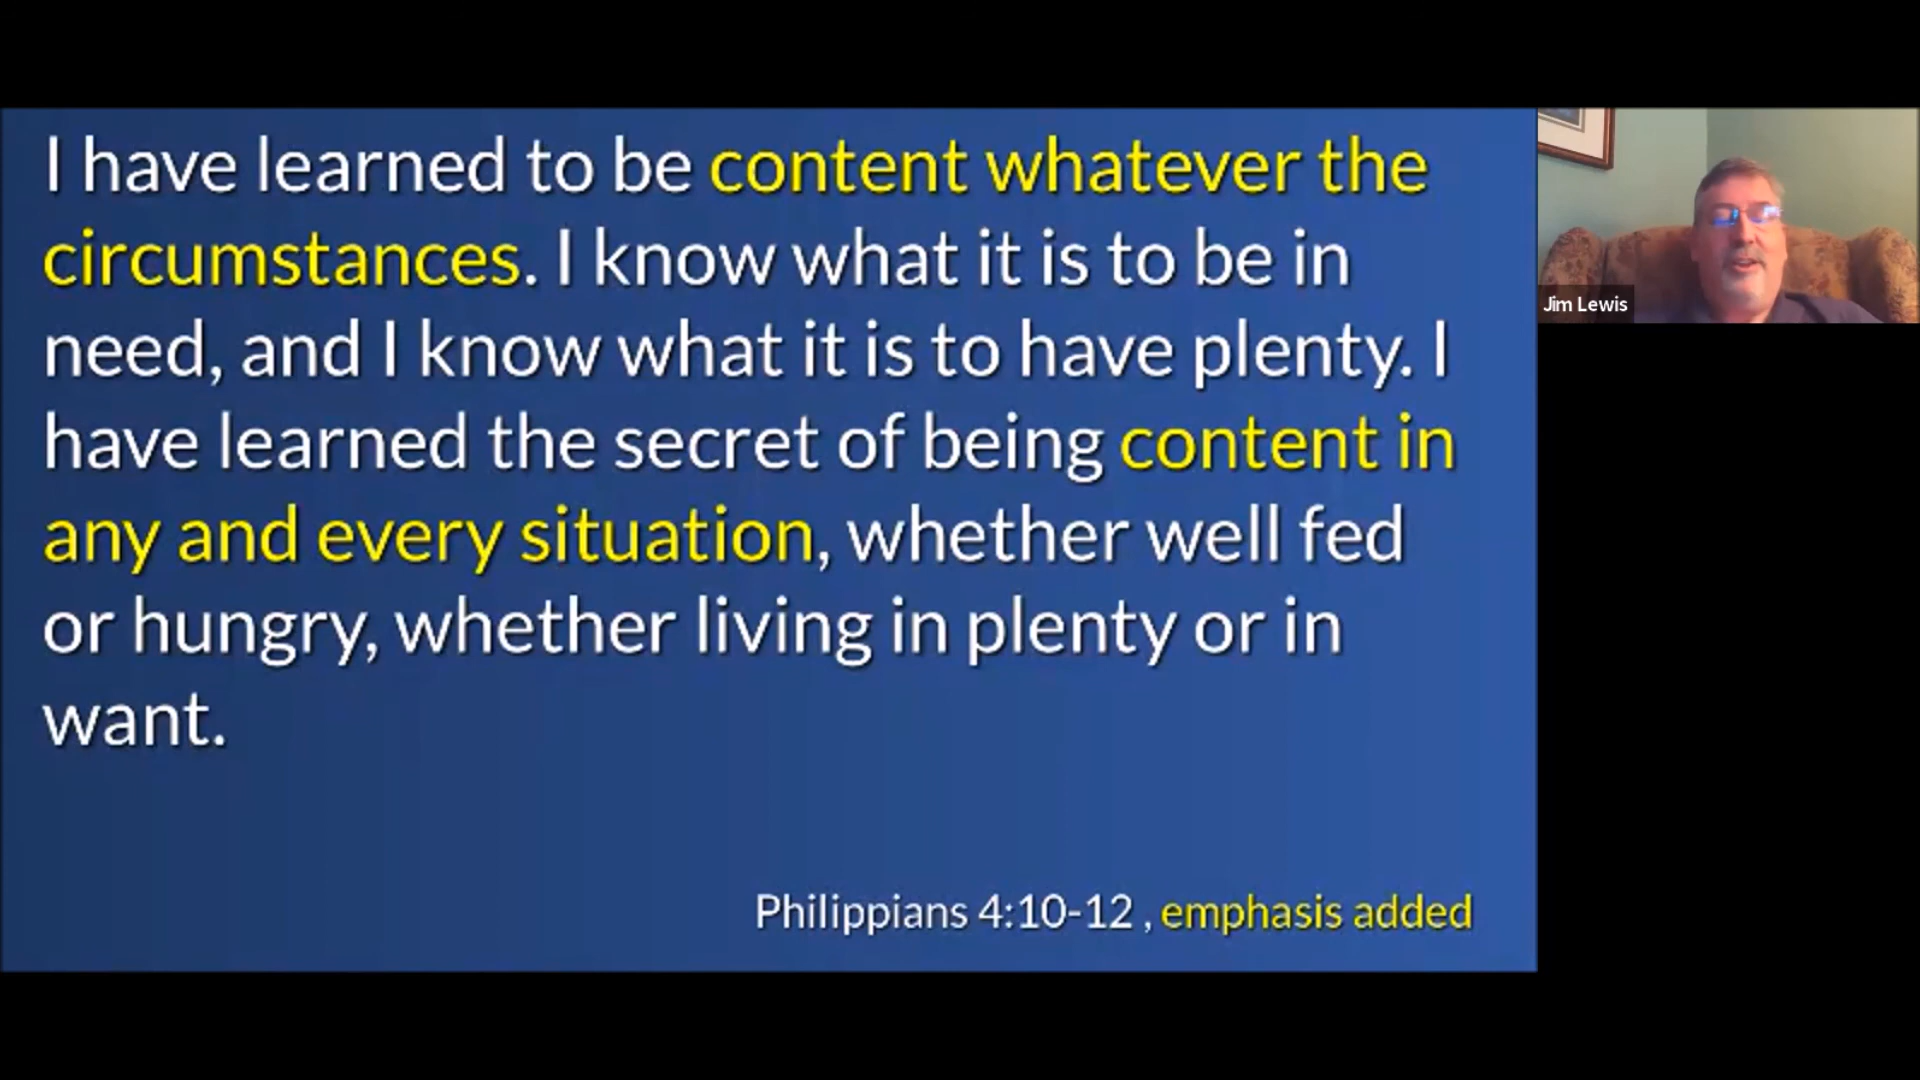 I have learned to be content whatever the
circumstances. I know what it is to be in
need, and I know what it is to have plenty. I
have learned the secret of being content in
any and every situation, whether well fed
or hungry, whether living in plenty or in
want.
Philippians 4:10-12 , emphasis added
Jim Lewis